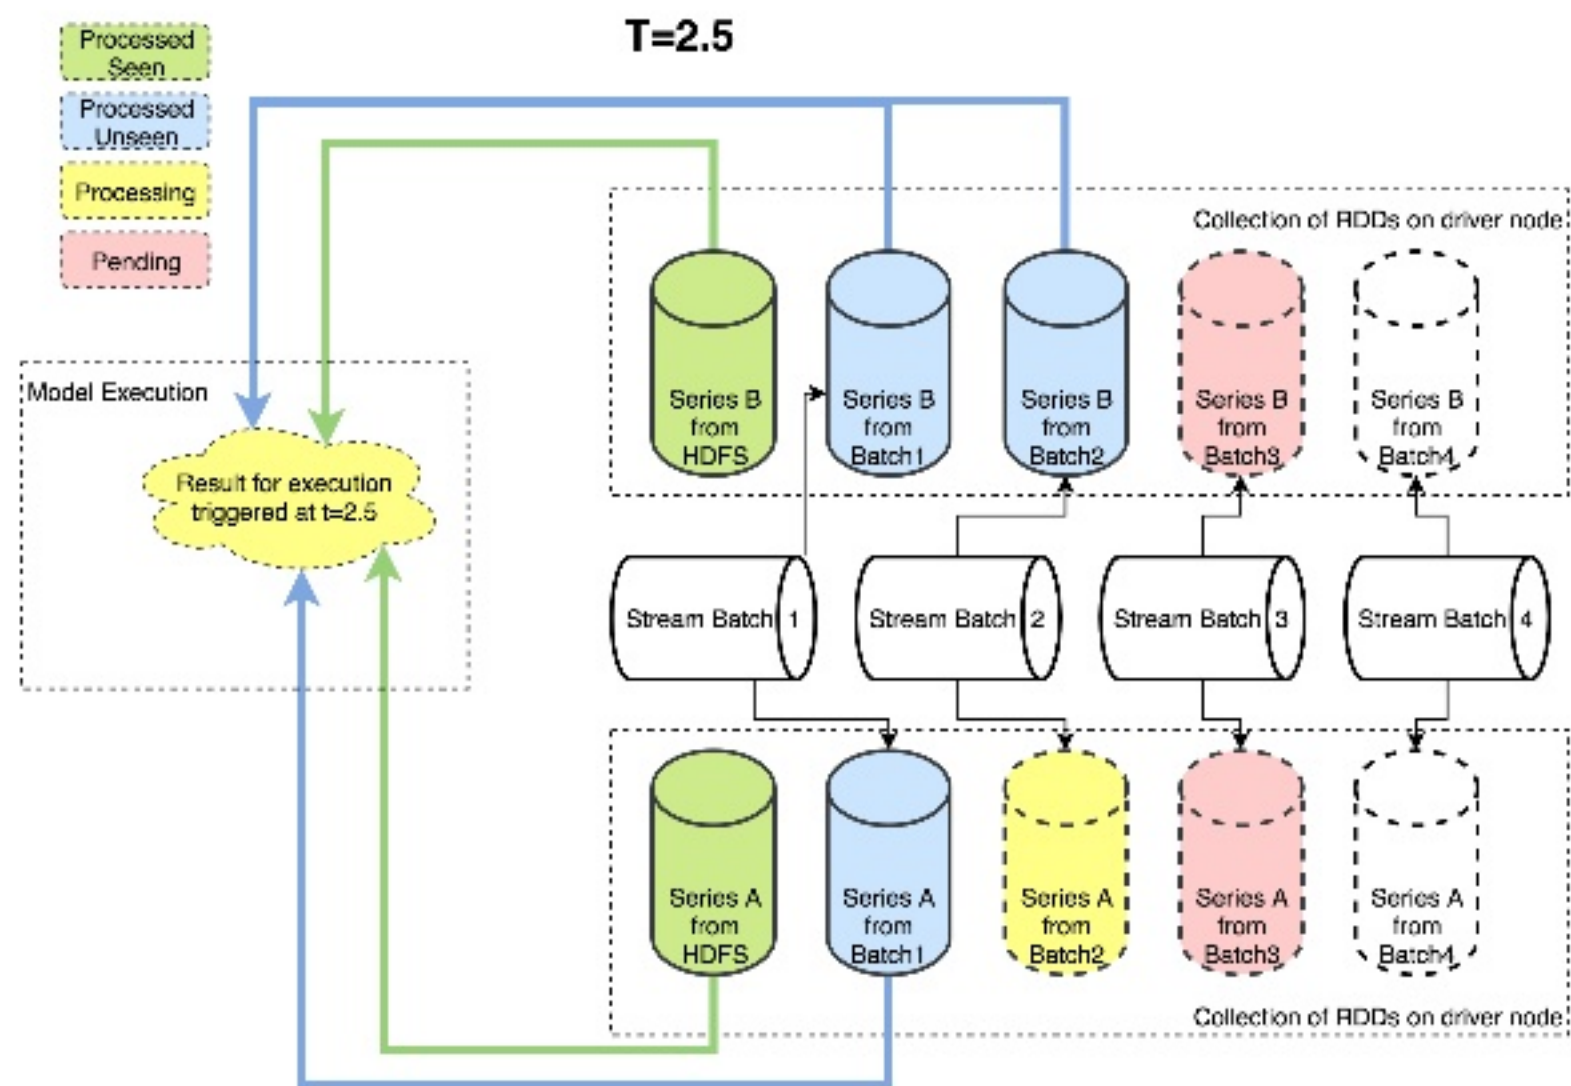 T=2.5
Processed
Seen
Processed
Unseen
Processing
Pending
Collection of RDDs on driver node
Model Execution
Result for execution
triggered at t=2.5
Series B
from
HDFS
Series B
from
Batch1
Series B
from
Batch2
Series B
from
Batch3
Series B
from
Batch4
Stream Batch 1
Stream Batch 2
Stream Batch 3
Stream Batch 4
Series A
from
HDFS
Series A
from
Batch1
Series A
from
Batch2
Series A
from
Batch3
Series A
from
Batch4
Collection of RDDs on driver node